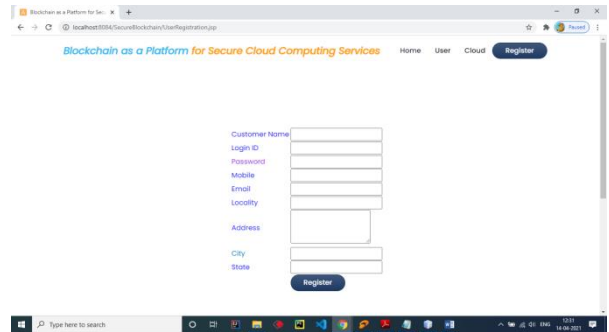 Blockchain as a Platform for Sec
localhost:8084/SecureBlockchain/UserRegistration.jsp
Paused
Blockchain as a Platform for Secure Cloud Computing Services
Home User Cloud Register
Customer Name
Login ID
Password
Mobile
Email
Locality
Address
City
State
Register
Type here to search
ENG
12:31
14-04-2021